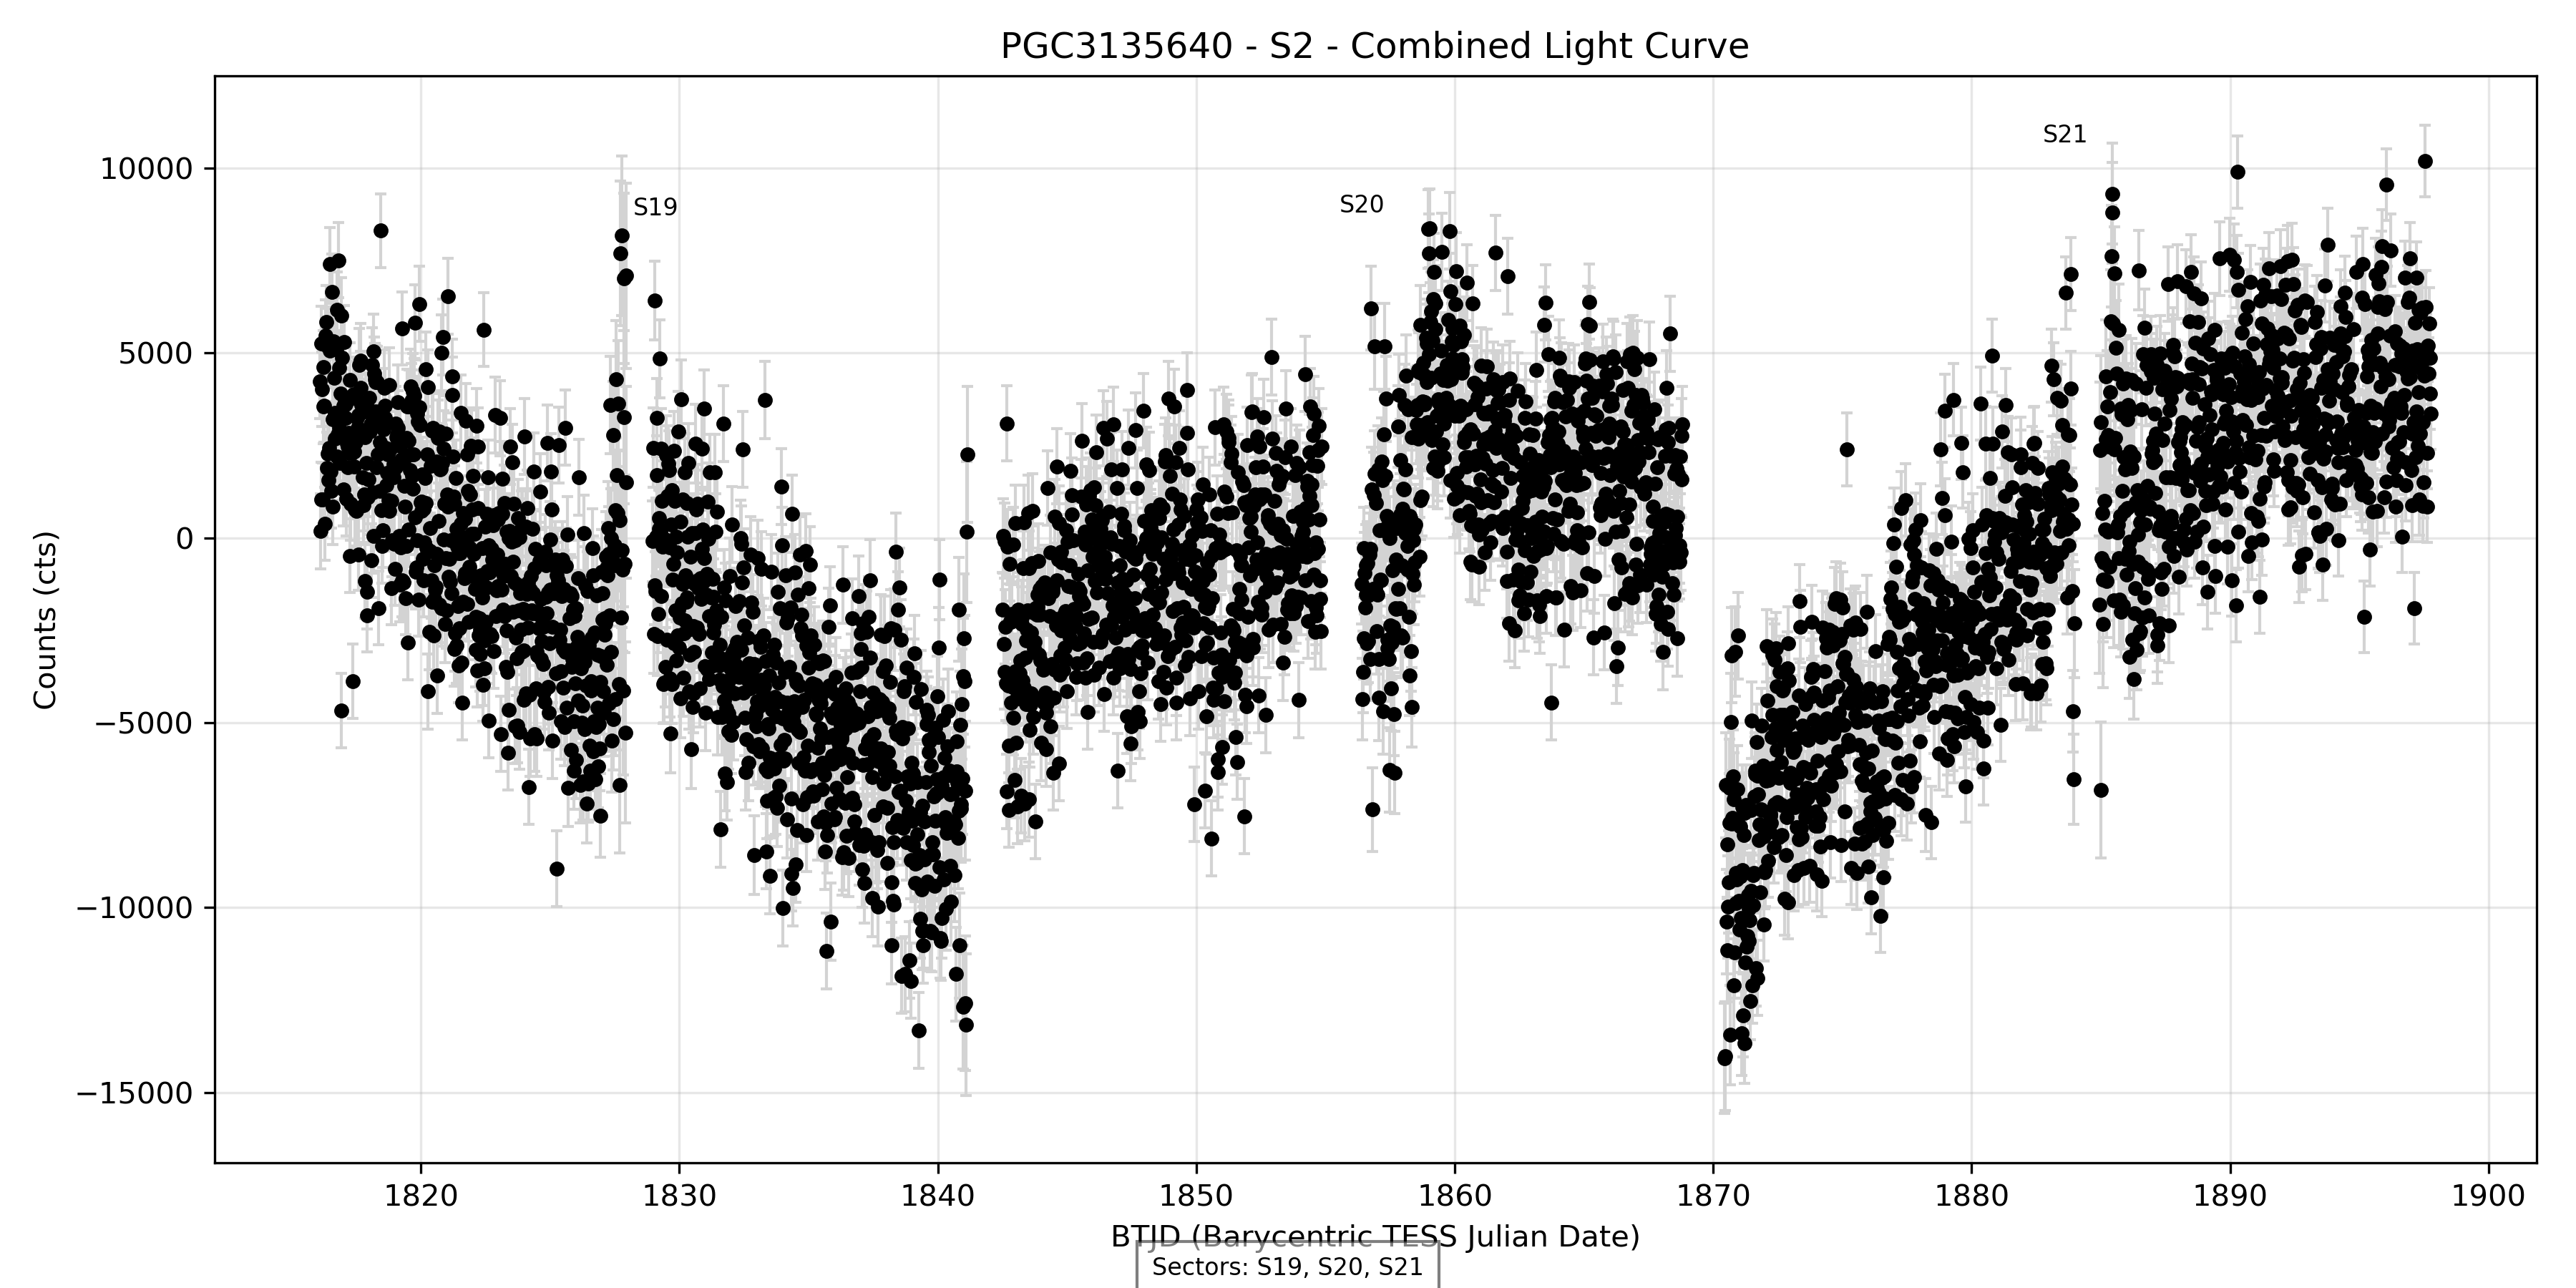 PGC3135640 - S2 - Combined Light Curve
S19
S20
S21
10000
5000
0
−5000
−10000
−15000
Counts (cts)
1820
1830
1840
1850
1860
1870
1880
1890
1900
BTJD (Barycentric TESS Julian Date)
Sectors: S19, S20, S21